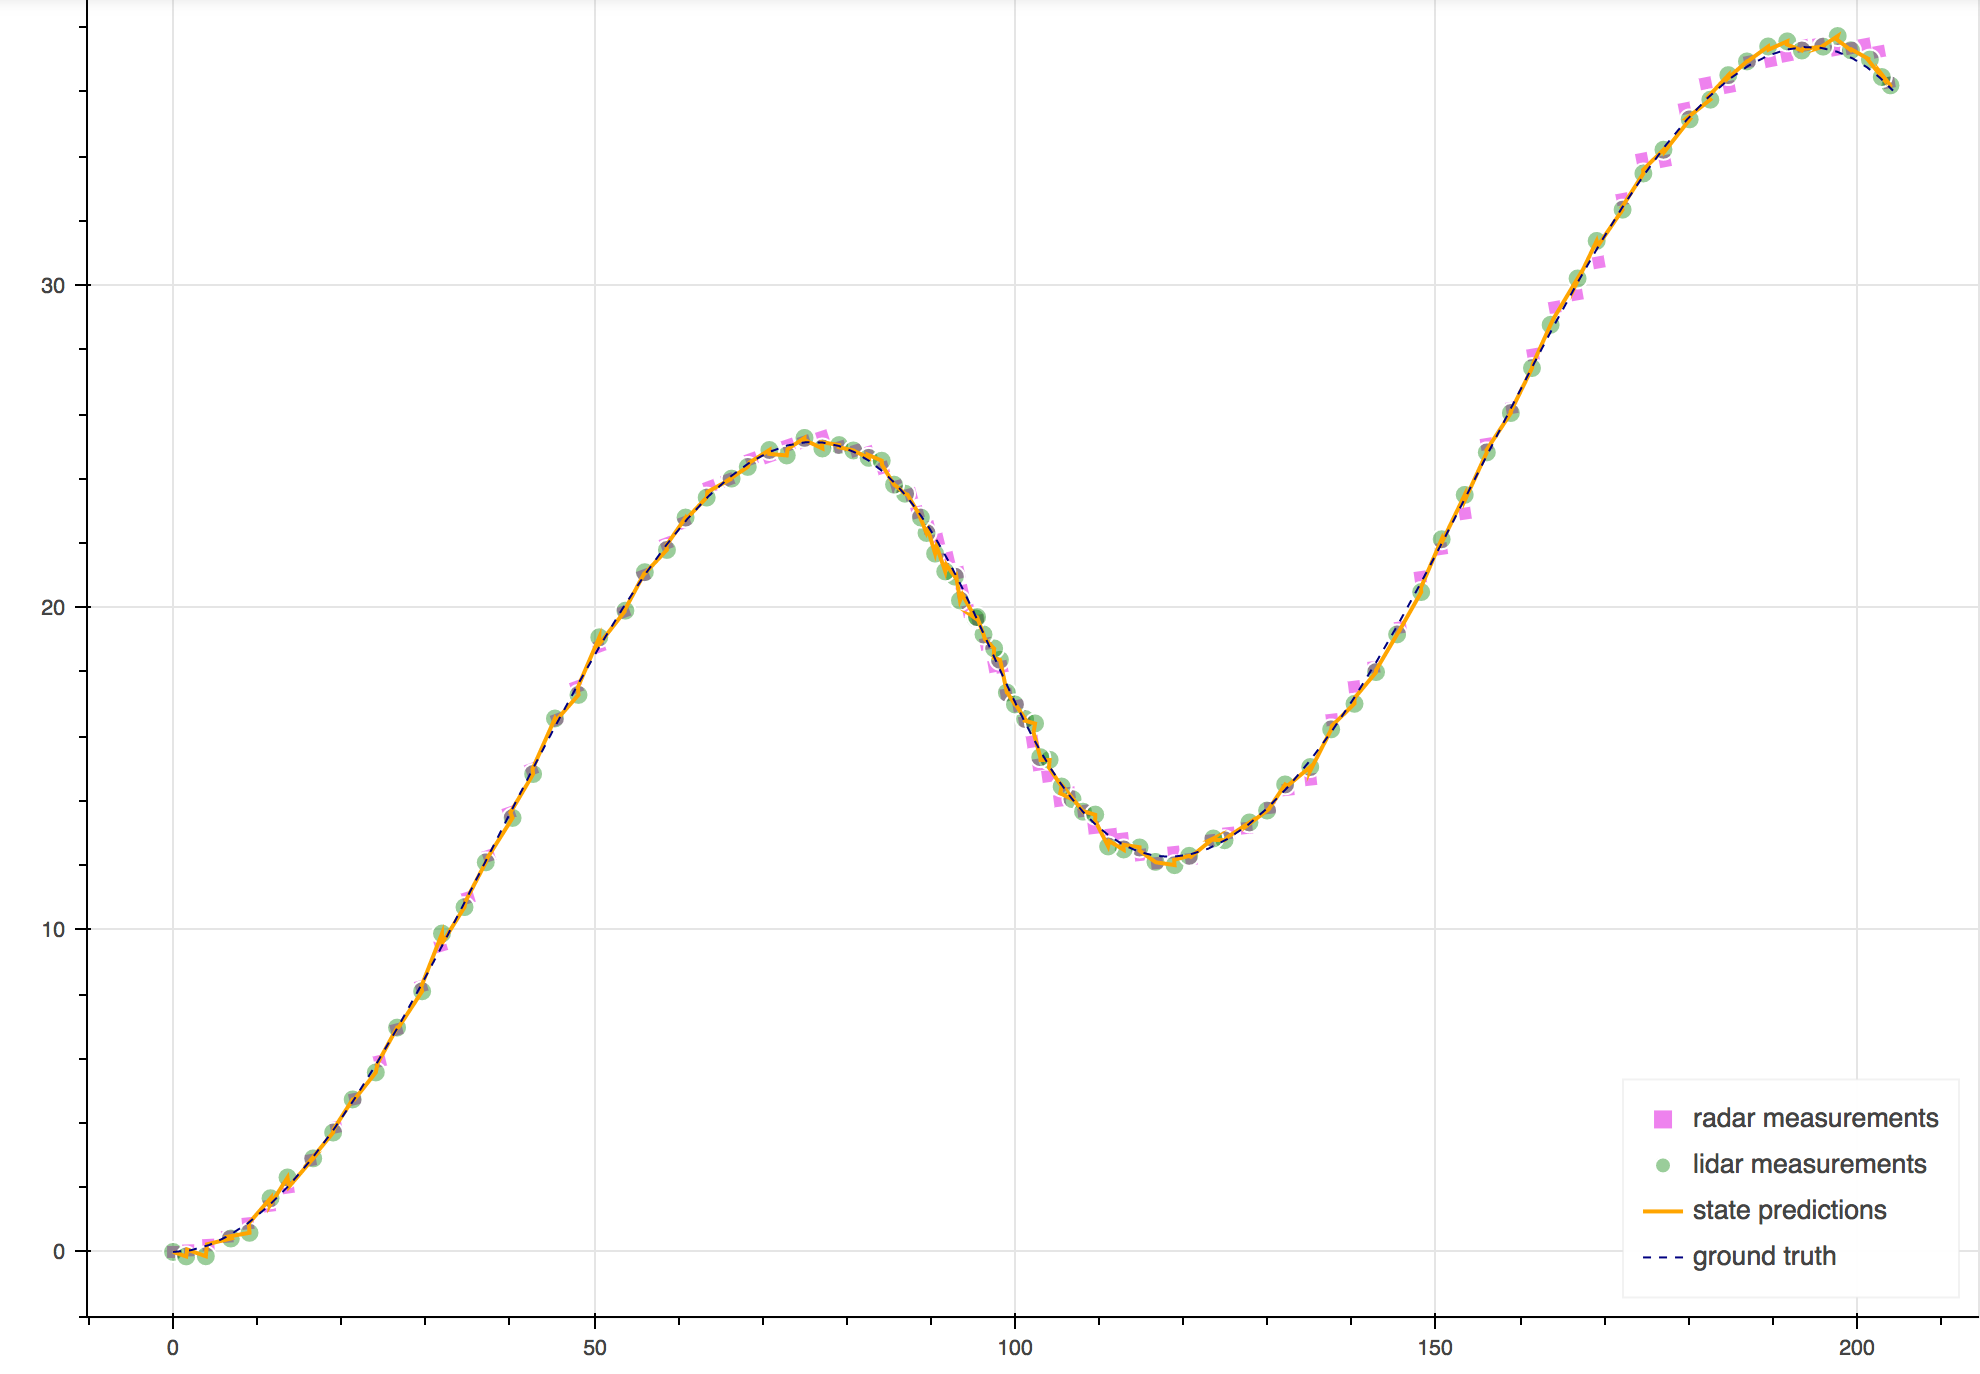 30
20
10
0
0 50 100 150 200
radar measurements
lidar measurements
state predictions
ground truth